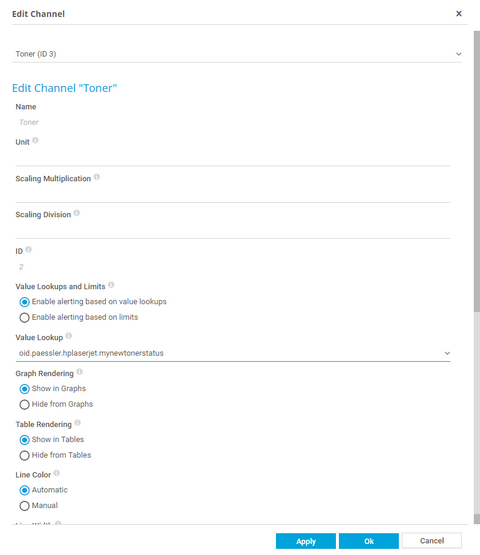 Edit Channel
Toner (ID 3)
Edit Channel "Toner"
Name
Toner
Unit
Scaling Multiplication
Scaling Division
ID
2
Value Lookups and Limits
Enable alerting based on value lookups
Enable alerting based on limits
Value Lookup
oid.paessler.hplaserjet.mynewtonerstatus
Graph Rendering
Show in Graphs
Hide from Graphs
Table Rendering
Show in Tables
Hide from Tables
Line Color
Automatic
Manual
Apply
Ok
Cancel